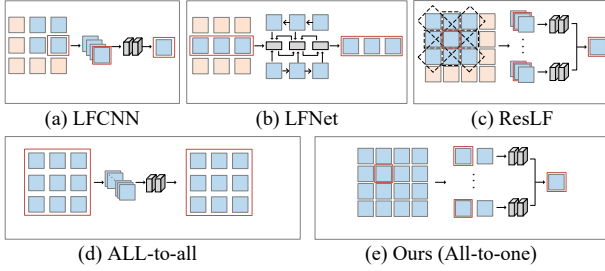 (a) LFCNN
(b) LFNet
(c) ResLF
(d) ALL-to-all
(e) Ours (All-to-one)